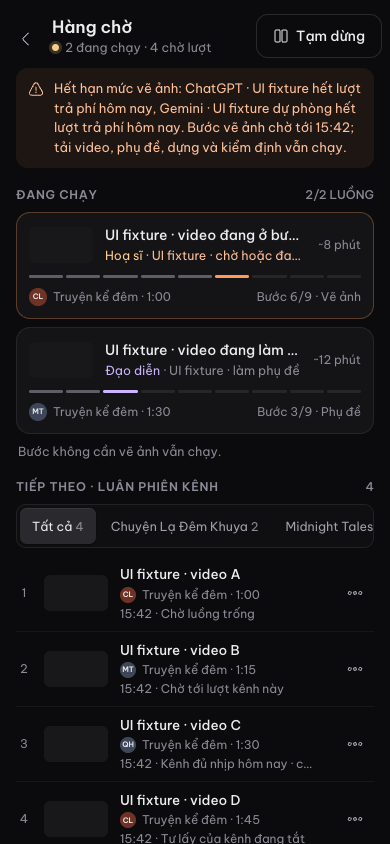 Hàng chờ
2 đang chạy · 4 chờ lượt
Tạm dừng
Hết hạn mức vẽ ảnh: ChatGPT · UI fixture hết lượt
trả phí hôm nay, Gemini · UI fixture dự phòng hết
lượt trả phí hôm nay. Bước vẽ ảnh chờ tới 15:42;
tải video, phụ đề, dựng và kiểm định vẫn chạy.
ĐANG CHẠY
2/2 LUỒNG
UI fixture · video đang ở bư...
Hoạ sĩ · UI fixture · chờ hoặc đa...
~8 phút
CL Truyện kể đêm · 1:00
Bước 6/9 · Vẽ ảnh
UI fixture · video đang làm ...
Đạo diễn · UI fixture · làm phụ đề
~12 phút
MT Truyện kể đêm · 1:30
Bước 3/9 · Phụ đề
Bước không cần vẽ ảnh vẫn chạy.
TIẾP THEO · LUÂN PHIÊN KÊNH
4
Tất cả 4
Chuyện Lạ Đêm Khuya 2
Midnight Tales
1
UI fixture · video A
CL Truyện kể đêm · 1:00
15:42 · Chờ luồng trống
2
UI fixture · video B
MT Truyện kể đêm · 1:15
15:42 · Chờ tới lượt kênh này
3
UI fixture · video C
QH Truyện kể đêm · 1:30
15:42 · Kênh đủ nhịp hôm nay · c...
4
UI fixture · video D
CL Truyện kể đêm · 1:45
15:42 · Tự lấy của kênh đang tắt